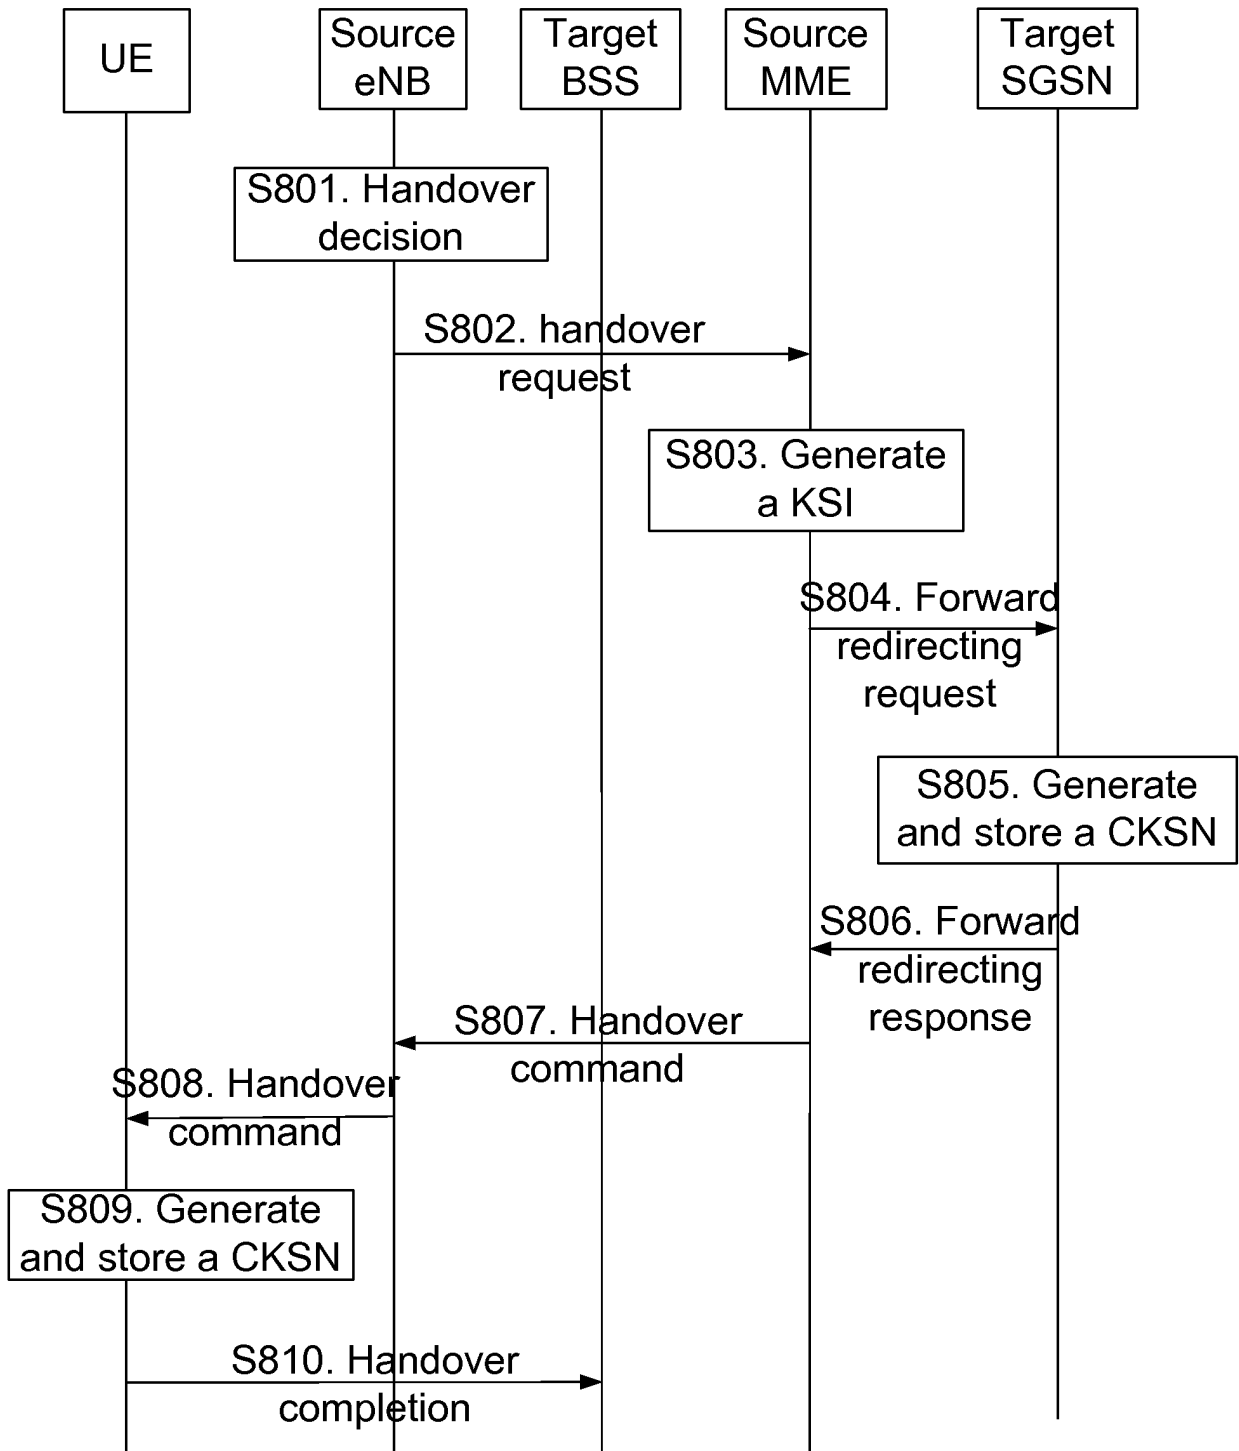 UE
Source
eNB
Target
BSS
Source
MME
Target
SGSN
S801. Handover
decision
S802. handover
request
S803. Generate
a KSI
S804. Forward
redirecting
request
S805. Generate
and store a CKSN
S806. Forward
redirecting
response
S807. Handover
command
S808. Handover
command
S809. Generate
and store a CKSN
S810. Handover
completion